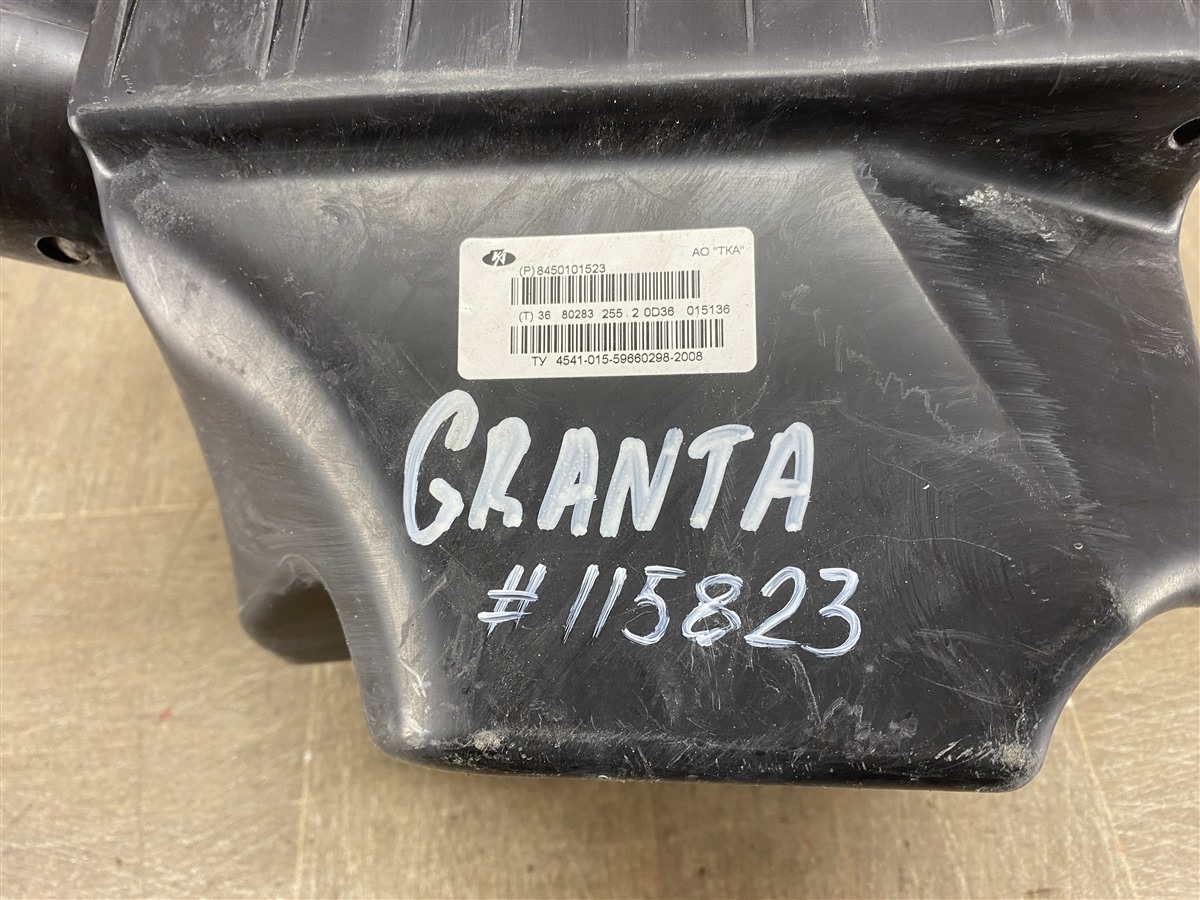 АО "ТКА"
(P)8450101523
(T) 36 80283 255 . 2 0D36 015136
ТУ 4541-015-59660298-2008
GRANTA
#115823